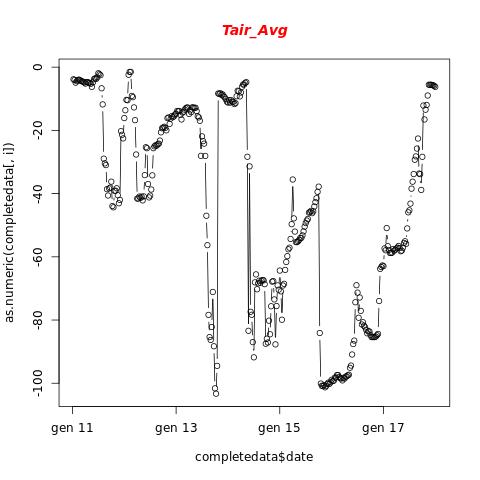 Tair_Avg
as.numeric(completedata[, i])
0
-20
-40
-60
-80
-100
gen 11
gen 13
gen 15
gen 17
completedata$date